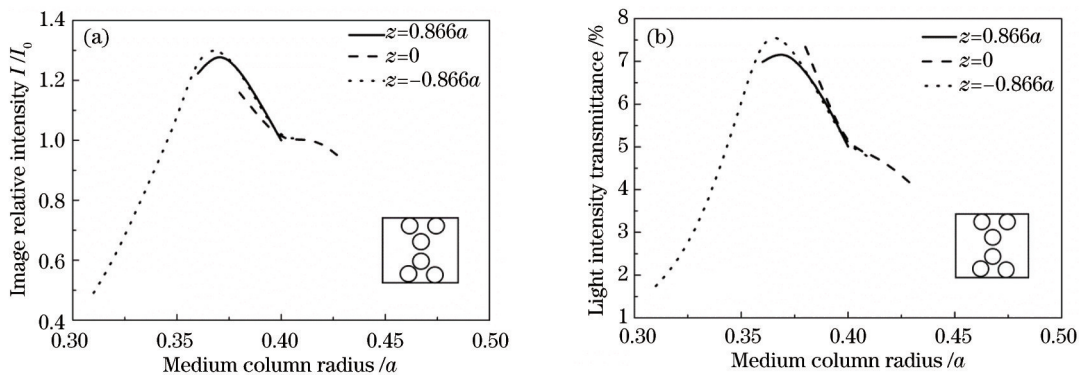 (a)
z=0.866a
z=0
z=-0.866a
Image relative intensity I/I₀
1.4
1.2
1.0
0.8
0.6
0.4
0.30
0.35
0.40
0.45
0.50
Medium column radius /a
(b)
z=0.866a
z=0
z=-0.866a
Light intensity transmittance /%
8
7
6
5
4
3
2
1
0.30
0.35
0.40
0.45
0.50
Medium column radius /a